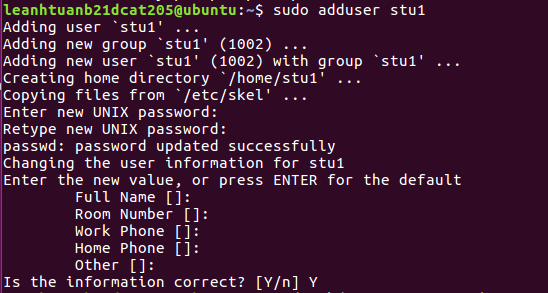 leanhtuanb21dcat205@ubuntu:~$ sudo adduser stu1
Adding user `stu1' ...
Adding new group `stu1' (1002) ...
Adding new user `stu1' (1002) with group `stu1' ...
Creating home directory `/home/stu1' ...
Copying files from `/etc/skel' ...
Enter new UNIX password:
Retype new UNIX password:
passwd: password updated successfully
Changing the user information for stu1
Enter the new value, or press ENTER for the default
        Full Name []:
        Room Number []:
        Work Phone []:
        Home Phone []:
        Other []:
Is the information correct? [Y/n] Y